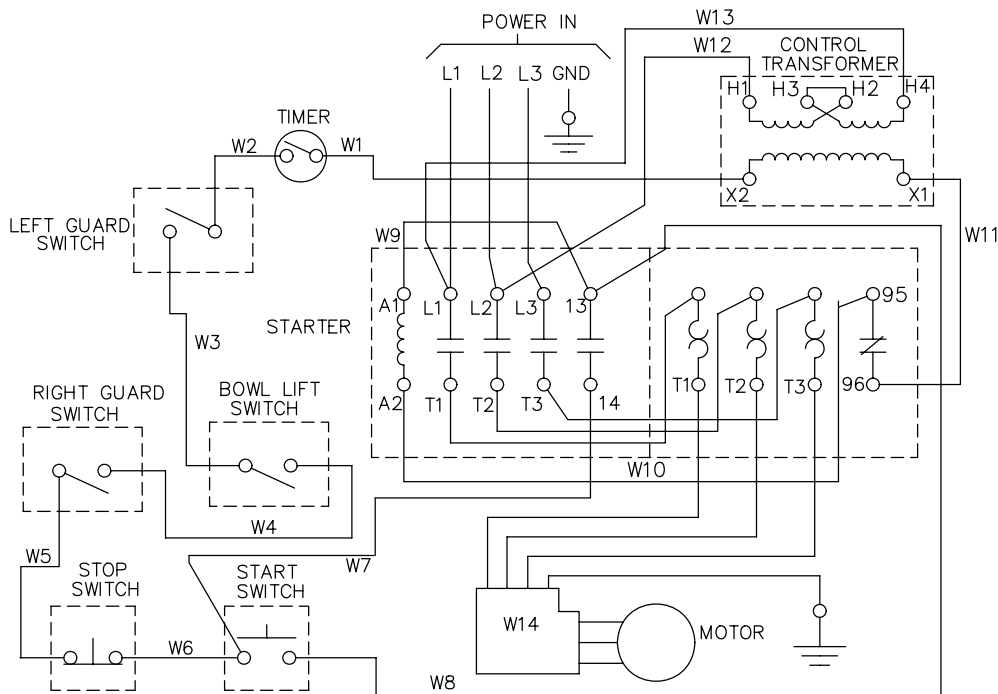 W13
POWER IN
W12
CONTROL
TRANSFORMER
L1 L2 L3 GND
H1 H3 H2 H4
TIMER
W2 W1
X2 X1
LEFT GUARD
SWITCH
W9
W11
A1 L1 L2 L3 13 95
STARTER
W3
RIGHT GUARD
SWITCH
BOWL LIFT
SWITCH
A2 T1 T2 T3 14 T1 T2 T3 96
W10
W4
W5
W7
STOP
SWITCH
START
SWITCH
W14
MOTOR
W6
W8